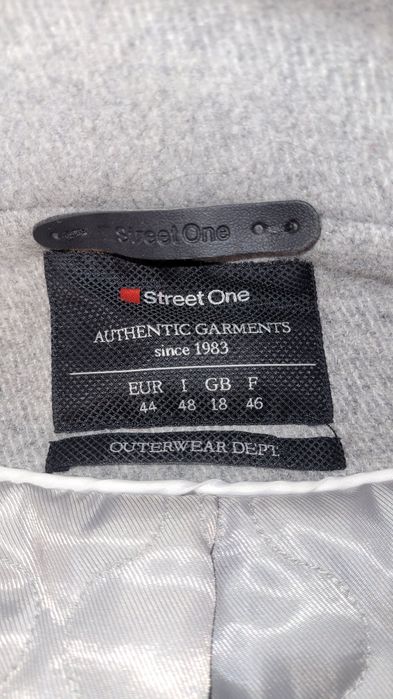 Street One
Street One
AUTHENTIC GARMENTS
since 1983
EUR I GB F
44 48 18 46
OUTERWEAR DEPT.